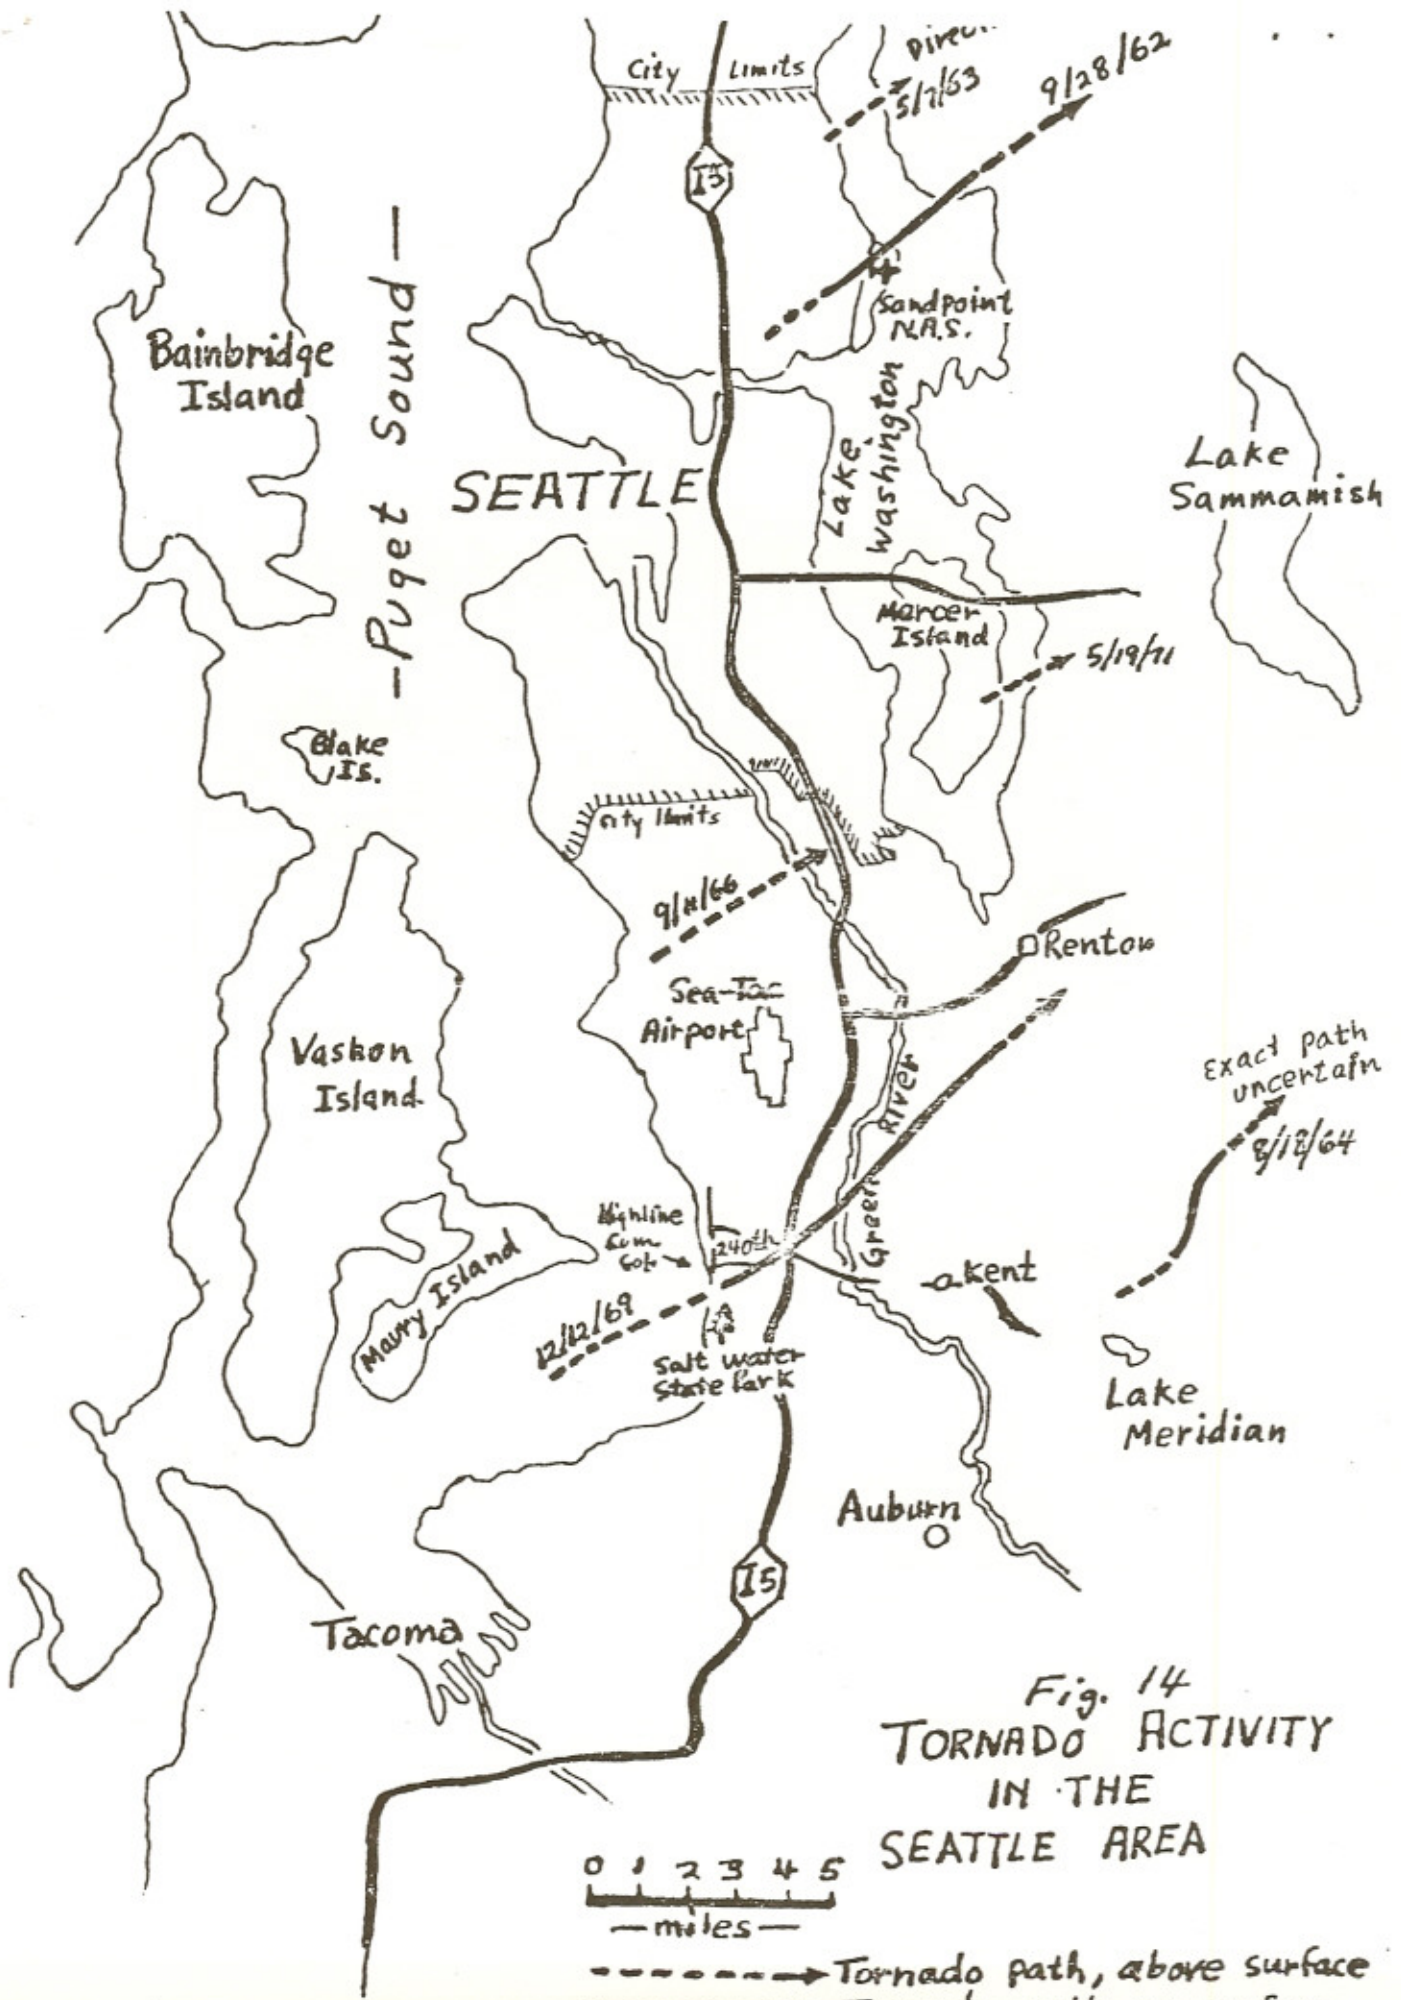 City Limits
5/7/63
9/28/62
I5
Sandpoint
N.A.S.
Bainbridge
Island
—Puget Sound—
SEATTLE
Lake
Washington
Lake
Sammamish
Mercer
Island
5/19/71
Blake
Is.
City limits
9/11/66
Renton
Sea-Tac
Airport
Vashon
Island
River
Green
Exact path
uncertain
8/18/64
Highline
Com.
Col.
240th
Kent
Maury Island
12/12/69
Salt water
State Park
Lake
Meridian
Auburn
I5
Tacoma
Fig. 14
TORNADO ACTIVITY
IN THE
SEATTLE AREA
0 1 2 3 4 5
—miles—
Tornado path, above surface